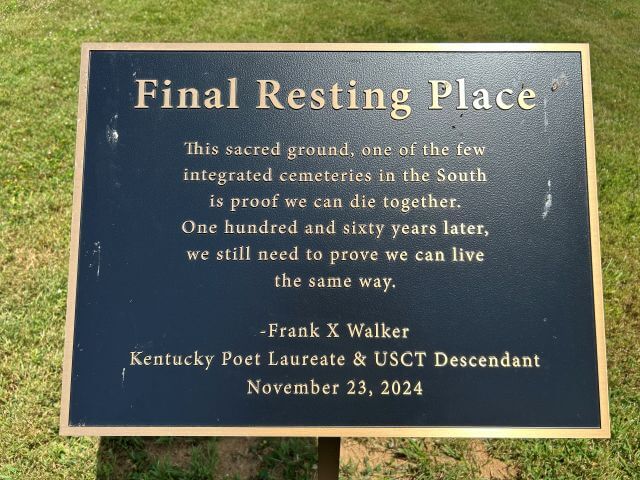 Final Resting Place
This sacred ground, one of the few
integrated cemeteries in the South
is proof we can die together.
One hundred and sixty years later,
we still need to prove we can live
the same way.
-Frank X Walker
Kentucky Poet Laureate & USCT Descendant
November 23, 2024